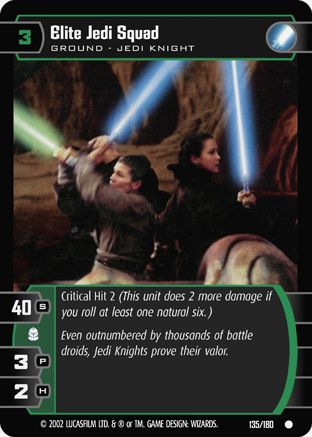 3
Elite Jedi Squad
GROUND - JEDI KNIGHT
40 S
Critical Hit 2 (This unit does 2 more damage if
you roll at least one natural six.)
Even outnumbered by thousands of battle
droids, Jedi Knights prove their valor.
3 P
2 H
© 2002 LUCASFILM LTD. & ® or TM. GAME DESIGN: WIZARDS.
135/180